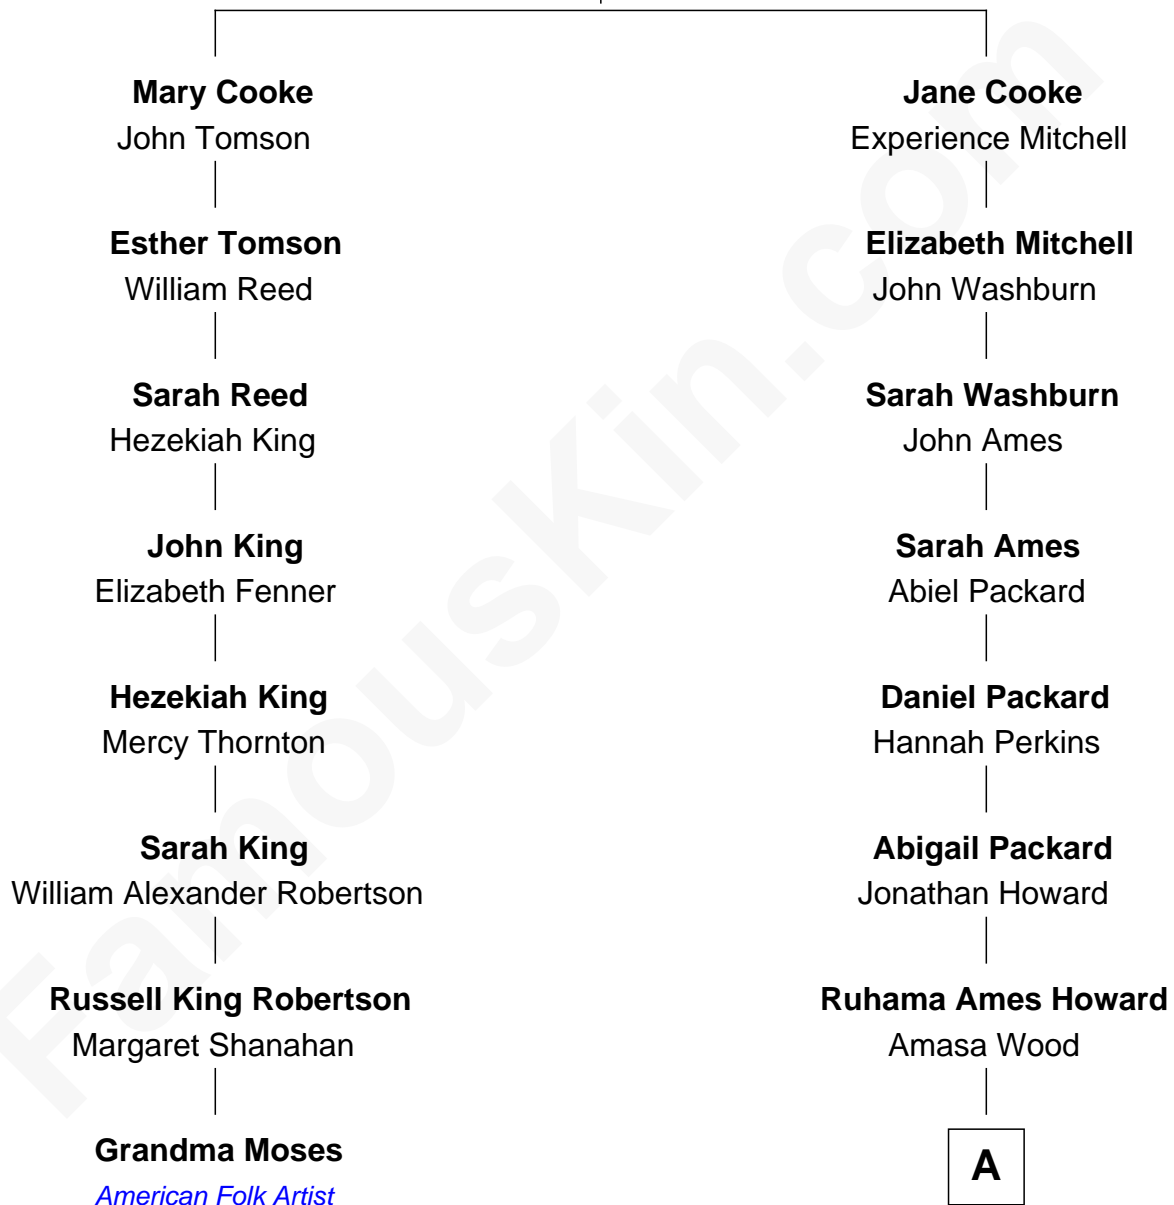 Mary Cooke
John Tomson
Jane Cooke
Experience Mitchell
Esther Tomson
William Reed
Elizabeth Mitchell
John Washburn
Sarah Reed
Hezekiah King
Sarah Washburn
John Ames
John King
Elizabeth Fenner
Sarah Ames
Abiel Packard
Hezekiah King
Mercy Thornton
Daniel Packard
Hannah Perkins
Sarah King
William Alexander Robertson
Abigail Packard
Jonathan Howard
Russell King Robertson
Margaret Shanahan
Ruhama Ames Howard
Amasa Wood
Grandma Moses
American Folk Artist
A
FamousKin.com